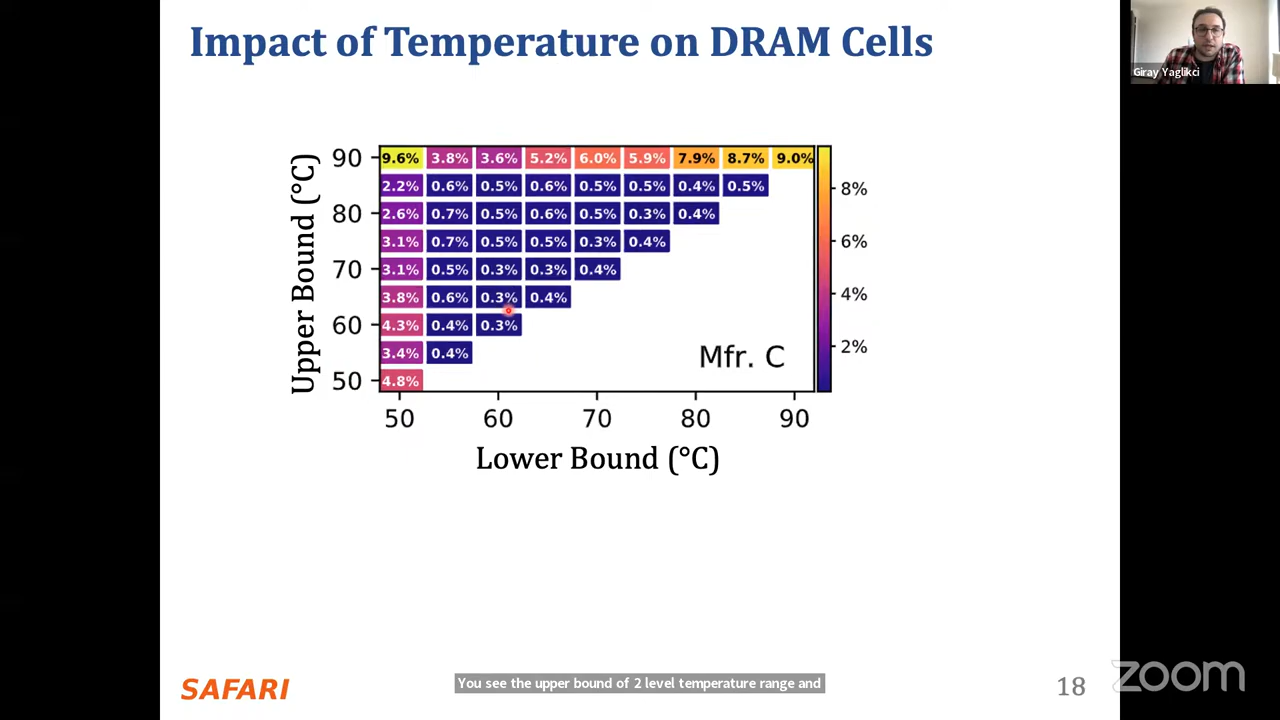 Impact of Temperature on DRAM Cells
Giray Yaglikci
Upper Bound (°C)
90 9.6% 3.8% 3.6% 5.2% 6.0% 5.9% 7.9% 8.7% 9.0%
2.2% 0.6% 0.5% 0.6% 0.5% 0.5% 0.4% 0.5%
80 2.6% 0.7% 0.5% 0.6% 0.5% 0.3% 0.4%
3.1% 0.7% 0.5% 0.5% 0.3% 0.4%
70 3.1% 0.5% 0.3% 0.3% 0.4%
3.8% 0.6% 0.3% 0.4%
60 4.3% 0.4% 0.3%
3.4% 0.4%
50 4.8%
Mfr. C
8%
6%
4%
2%
50 60 70 80 90
Lower Bound (°C)
SAFARI
You see the upper bound of 2 level temperature range and
18
zoom